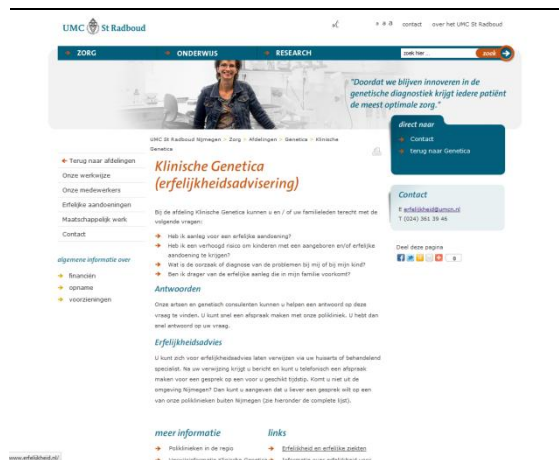 UMC St Radboud
a a a contact over het UMC St Radboud
ZORG ONDERWIJS RESEARCH
zoek hier ... zoek
"Doordat we blijven innoveren in de
genetische diagnostiek krijgt iedere patiënt
de meest optimale zorg."
direct naar
Contact
terug naar Genetica
UMC St Radboud Nijmegen > Zorg > Afdelingen > Genetica > Klinische
Genetica
Terug naar afdelingen
Onze werkwijze
Onze medewerkers
Erfelijke aandoeningen
Maatschappelijk werk
Contact
algemene informatie over
financiën
opname
voorzieningen
Klinische Genetica
(erfelijkheidsadvisering)
Bij de afdeling Klinische Genetica kunnen u en / of uw familieleden terecht met de
volgende vragen:
Heb ik aanleg voor een erfelijke aandoening?
Heb ik een verhoogd risico om kinderen met een aangeboren en/of erfelijke
aandoening te krijgen?
Wat is de oorzaak of diagnose van de problemen bij mij of bij mijn kind?
Ben ik drager van de erfelijke aanleg die in mijn familie voorkomt?
Antwoorden
Onze artsen en genetisch consulenten kunnen u helpen een antwoord op deze
vraag te vinden. U kunt snel een afspraak maken met onze polikliniek. U hebt dan
snel antwoord op uw vraag.
Erfelijkheidsadvies
U kunt zich voor erfelijkheidsadvies laten verwijzen via uw huisarts of behandelend
specialist. Na uw verwijzing krijgt u bericht en kunt u telefonisch een afspraak
maken voor een gesprek op een voor u geschikt tijdstip. Komt u niet uit de
omgeving Nijmegen? Dan kunt u aangeven dat u liever een gesprek wilt op een
van onze poliklinieken buiten Nijmegen (zie hieronder de complete lijst).
Contact
E erfelijkheid@umcn.nl
T (024) 361 39 46
Deel deze pagina
0
meer informatie links
Poliklinieken in de regio Erfelijkheid en erfelijke ziekten
www.erfelijkheid.nl/